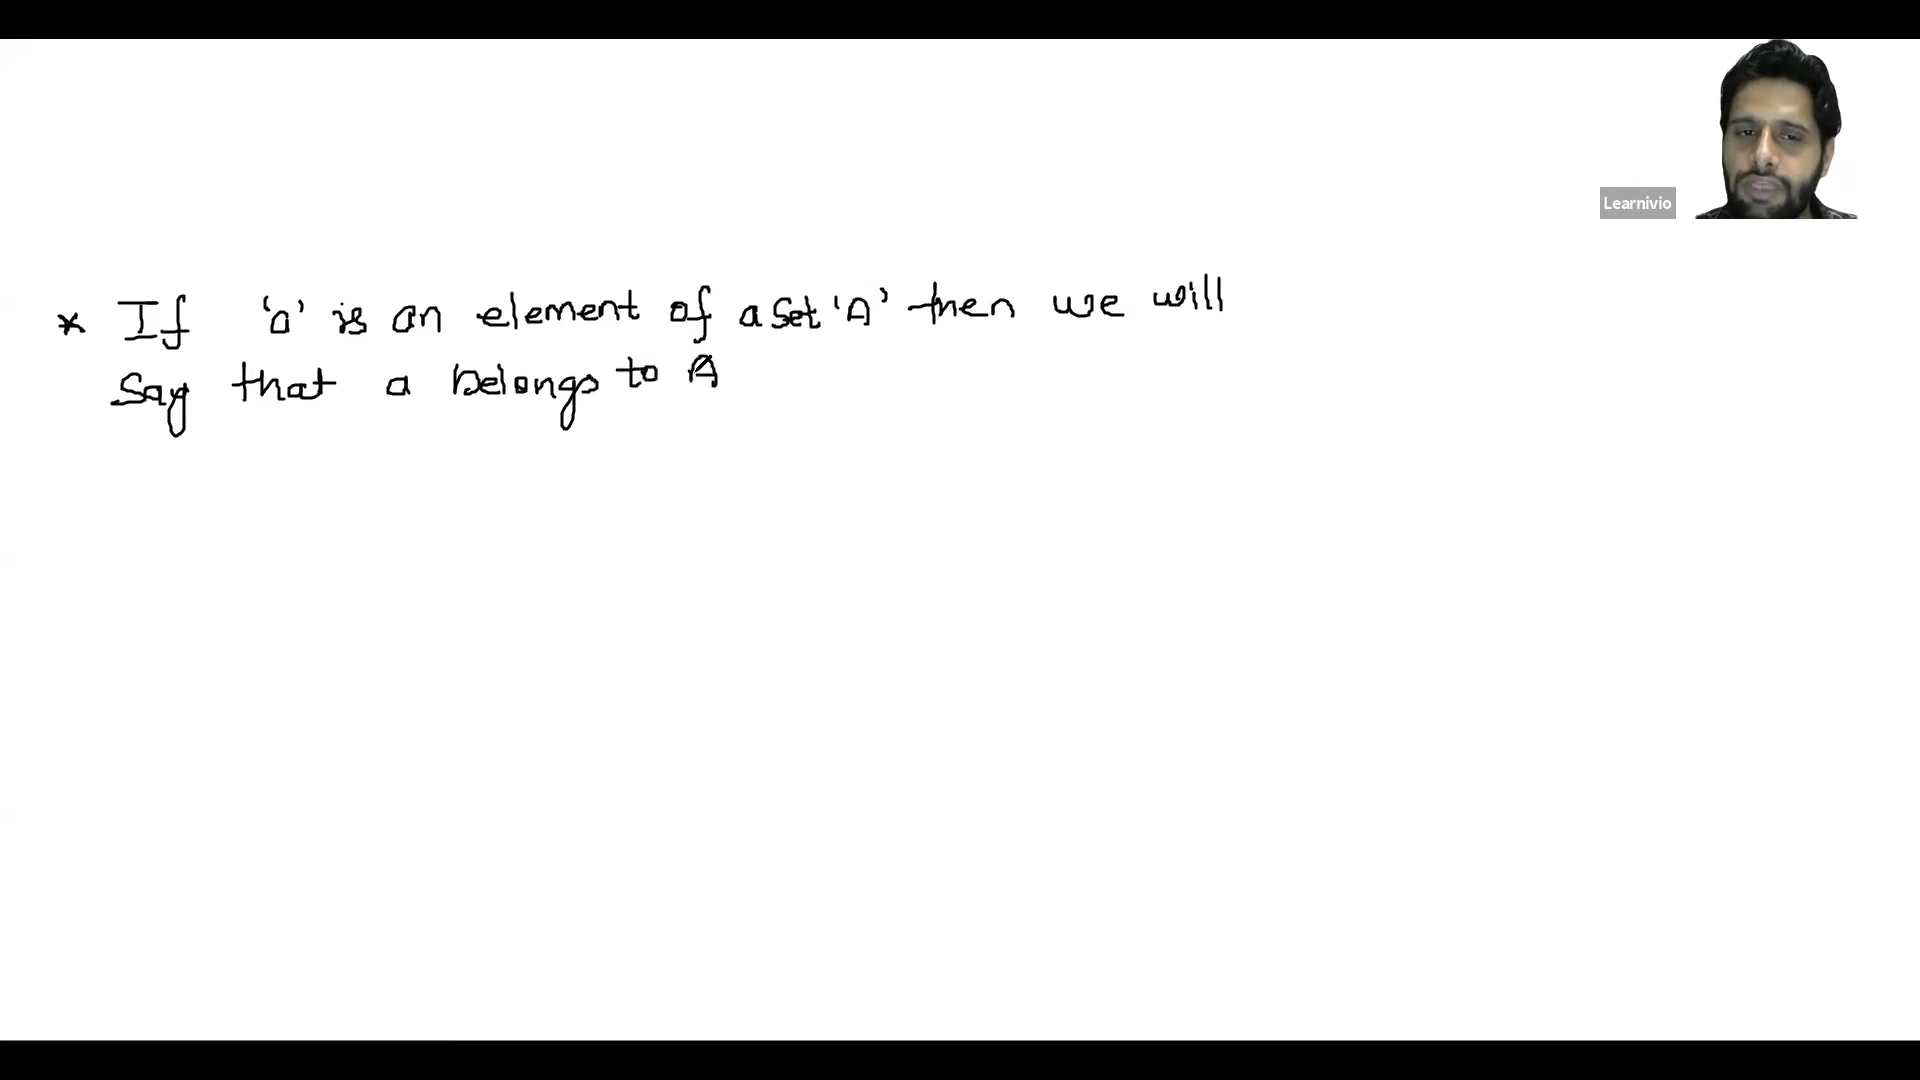 Learnivio
* If 'a' is an element of a Set 'A' then we will
Say that a belongs to A